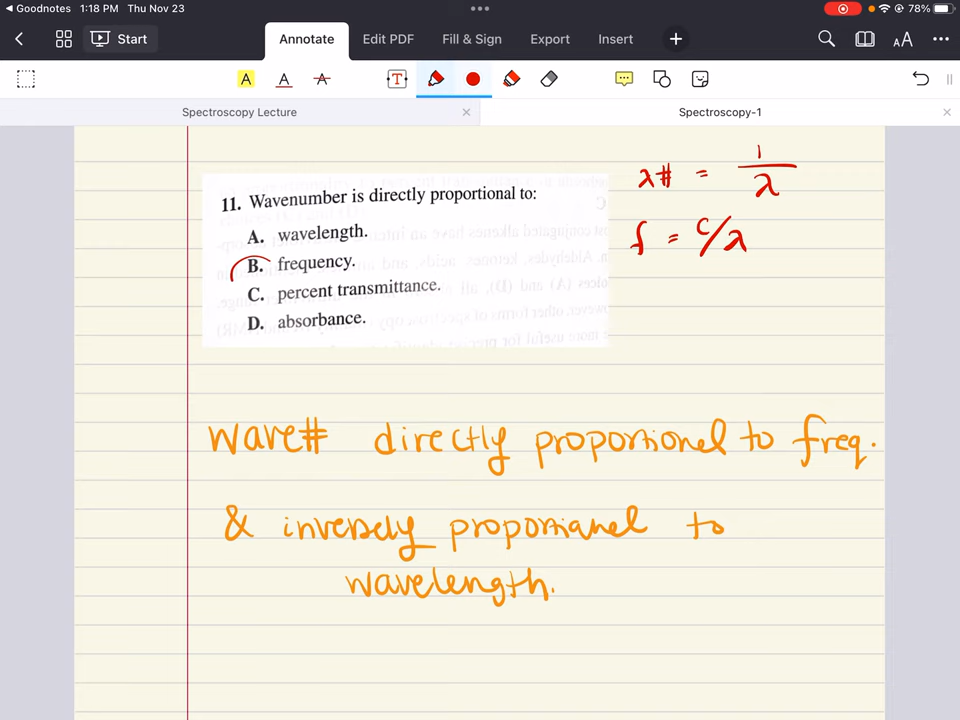 Goodnotes 1:18 PM Thu Nov 23 78%
Start Annotate Edit PDF Fill & Sign Export Insert
Spectroscopy Lecture Spectroscopy-1
λ# = 1/λ
f = c/λ
11. Wavenumber is directly proportional to:
A. wavelength.
B. frequency.
C. percent transmittance.
D. absorbance.
wave# directly proportionel to freq.
& inversely proportianel to
wavelength.